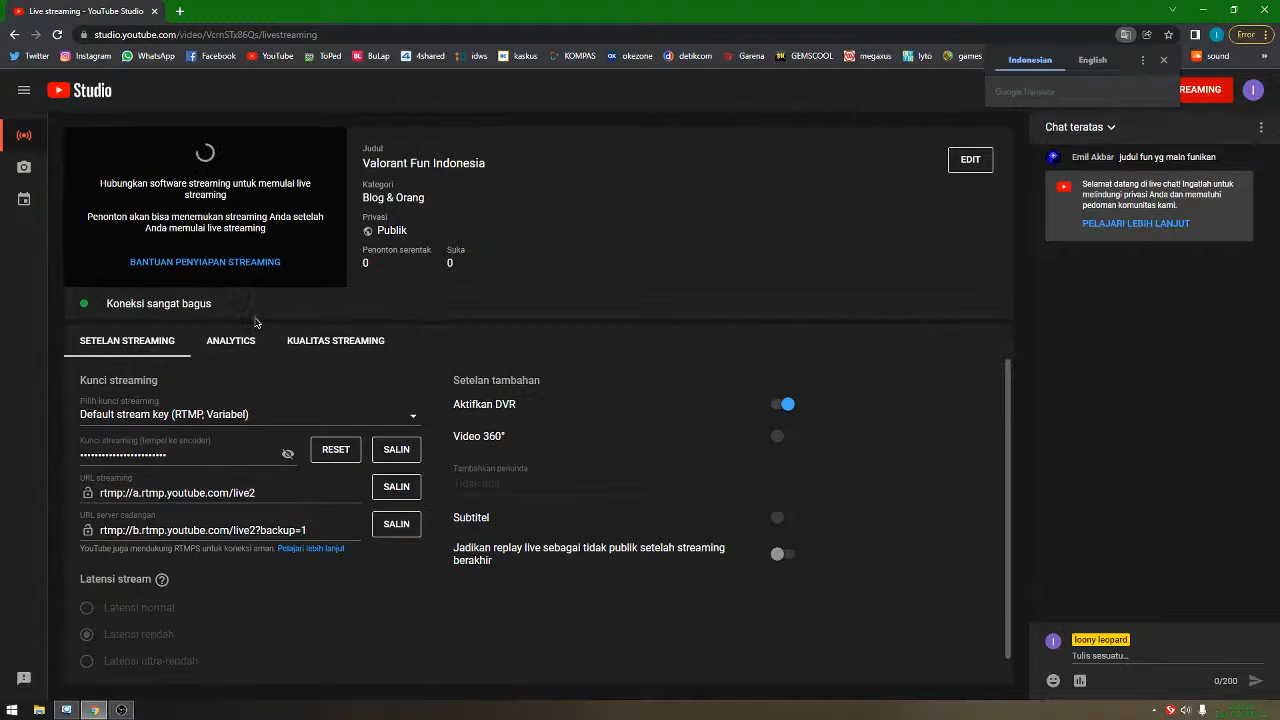 Live streaming - YouTube Studio
studio.youtube.com/video/VcrnSTx86Qs/livestreaming
Error
Twitter
Instagram
WhatsApp
Facebook
YouTube
ToPed
BuLap
4shared
idws
kaskus
KOMPAS
okezone
detikcom
Garena
GEMSCOOL
megaxus
lyto
games
sound
Indonesian
English
Google Translate
Studio
REAMING
Hubungkan software streaming untuk memulai live
streaming
Penonton akan bisa menemukan streaming Anda setelah
Anda memulai live streaming
BANTUAN PENYIAPAN STREAMING
Judul
Valorant Fun Indonesia
EDIT
Kategori
Blog & Orang
Privasi
Publik
Penonton serentak
Suka
0
0
Koneksi sangat bagus
SETELAN STREAMING
ANALYTICS
KUALITAS STREAMING
Kunci streaming
Pilih kunci streaming
Default stream key (RTMP, Variabel)
Kunci streaming (tempel ke encoder)
RESET
SALIN
URL streaming
rtmp://a.rtmp.youtube.com/live2
SALIN
URL server cadangan
rtmp://b.rtmp.youtube.com/live2?backup=1
SALIN
YouTube juga mendukung RTMPS untuk koneksi aman. Pelajari lebih lanjut
Latensi stream
Latensi normal
Latensi rendah
Latensi ultra-rendah
Setelan tambahan
Aktifkan DVR
Video 360°
Tambahkan penunda
Tidak ada
Subtitel
Jadikan replay live sebagai tidak publik setelah streaming
berakhir
Chat teratas
Emil Akbar judul fun yg main funikan
Selamat datang di live chat! Ingatlah untuk
melindungi privasi Anda dan mematuhi
pedoman komunitas kami.
PELAJARI LEBIH LANJUT
loony leopard
Tulis sesuatu...
0/200